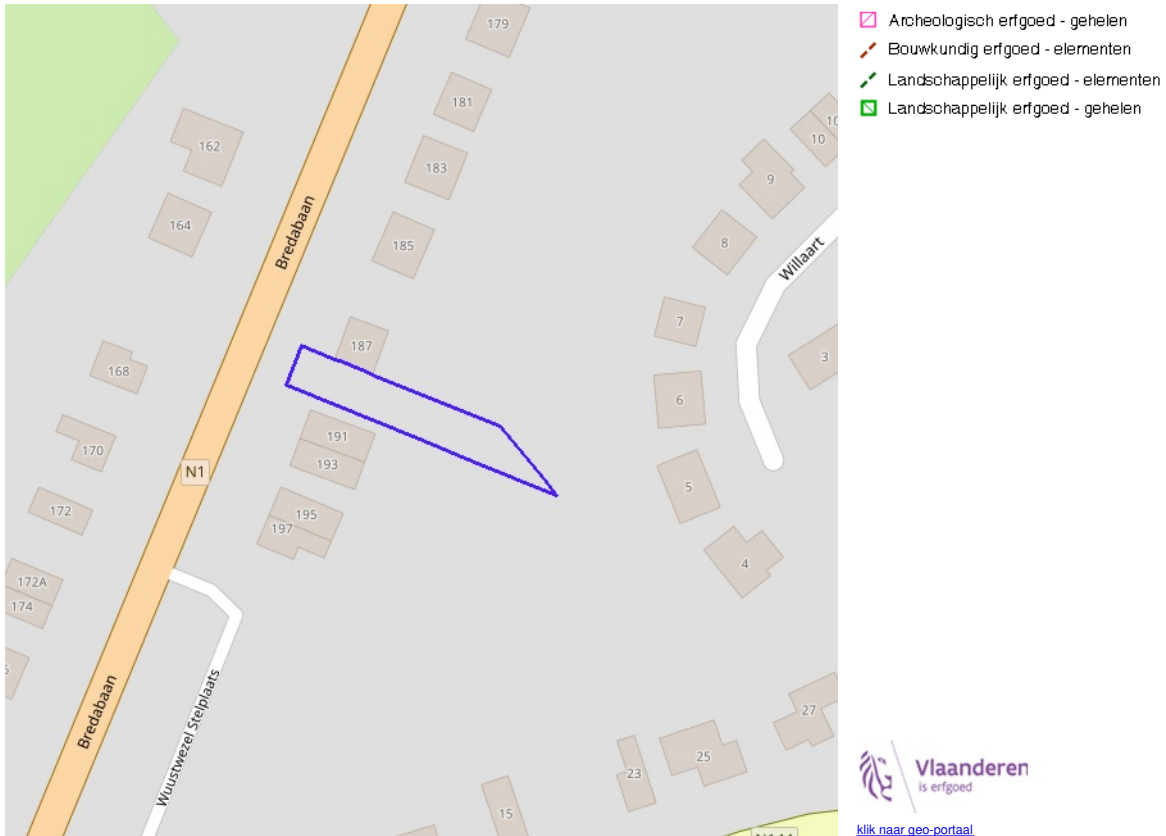 179
181
162
183
164
185
Bredabaan
10
10
9
8
Willaart
7
187
168
3
6
191
170
193
N1
5
172
195
197
4
172A
174
Bredabaan
Wuustwezel Stelplaats
27
25
23
15
Archeologisch erfgoed - gehelen
Bouwkundig erfgoed - elementen
Landschappelijk erfgoed - elementen
Landschappelijk erfgoed - gehelen
Vlaanderen
is erfgoed
klik naar geo-portaal